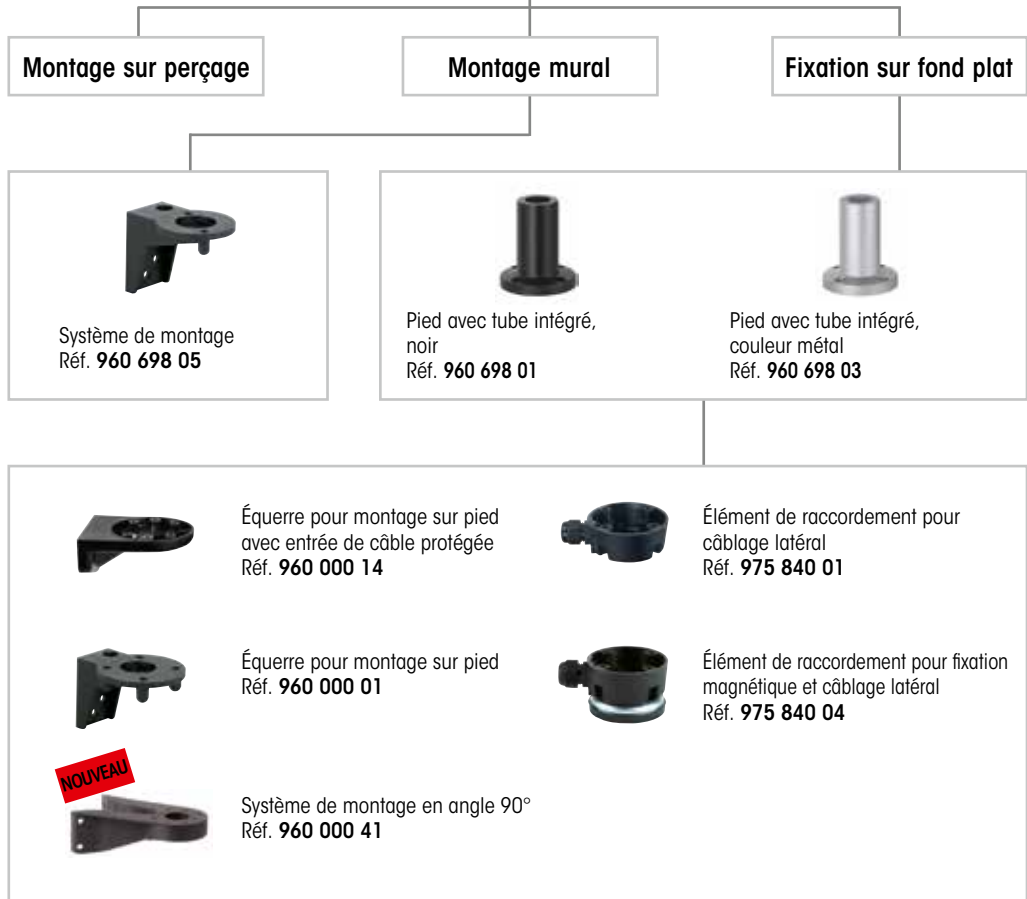 Montage sur perçage
Montage mural
Fixation sur fond plat
Système de montage
Réf. 960 698 05
Pied avec tube intégré,
noir
Réf. 960 698 01
Pied avec tube intégré,
couleur métal
Réf. 960 698 03
Équerre pour montage sur pied
avec entrée de câble protégée
Réf. 960 000 14
Élément de raccordement pour
câblage latéral
Réf. 975 840 01
Équerre pour montage sur pied
Réf. 960 000 01
Élément de raccordement pour fixation
magnétique et câblage latéral
Réf. 975 840 04
NOUVEAU
Système de montage en angle 90°
Réf. 960 000 41